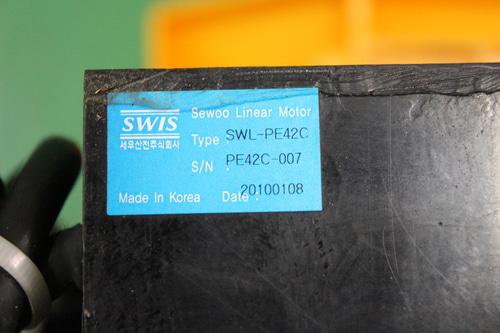 SWIS
세우산전주식회사
Sewoo Linear Motor
Type SWL-PE42C
S/N . PE42C-007
Made In Korea Date . 20100108